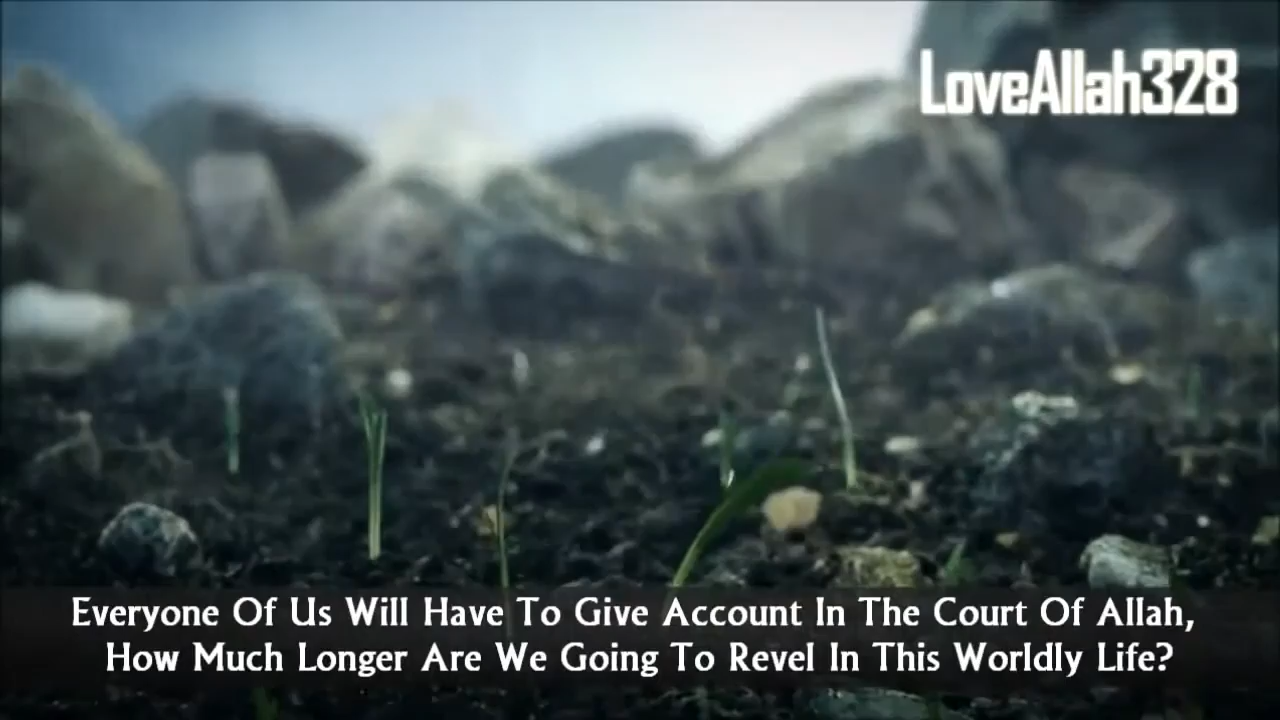 LoveAllah328
Everyone Of Us Will Have To Give Account In The Court Of Allah,
How Much Longer Are We Going To Revel In This Worldly Life?